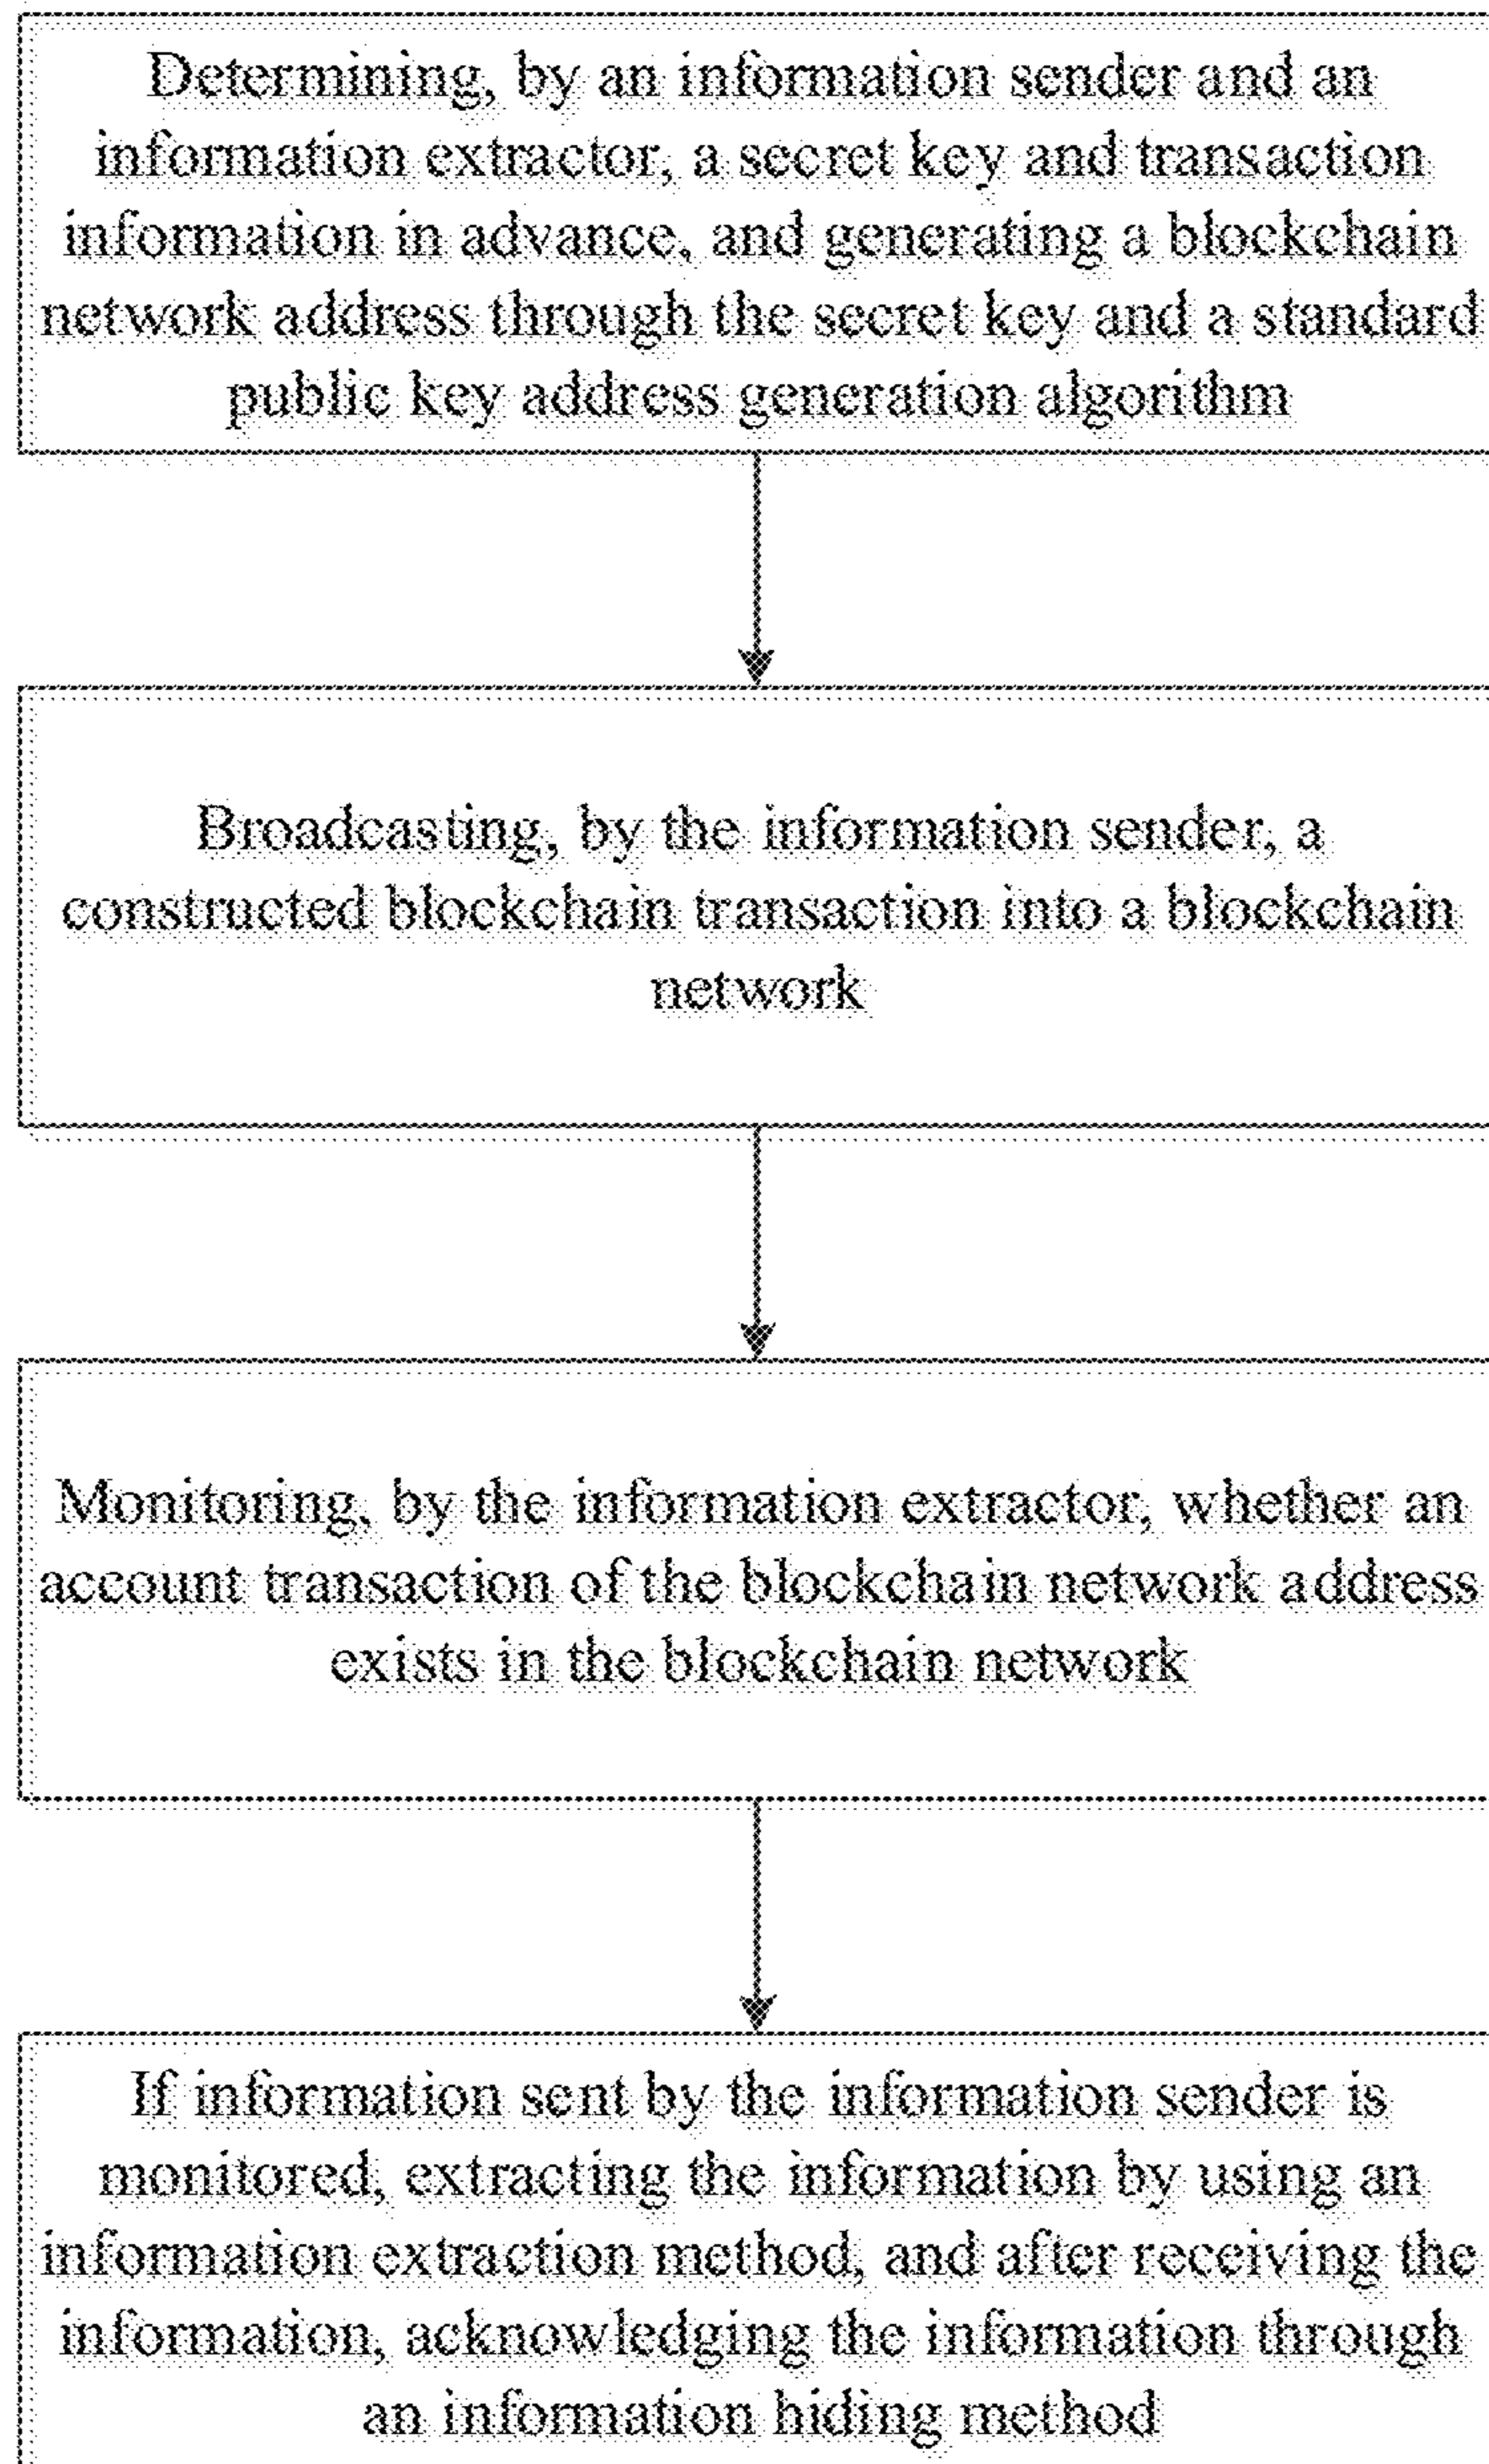 Determining, by an information sender and an
information extractor, a secret key and transaction
information in advance, and generating a blockchain
network address through the secret key and a standard
public key address generation algorithm
Broadcasting, by the information sender, a
constructed blockchain transaction into a blockchain
network
Monitoring, by the information extractor, whether an
account transaction of the blockchain network address
exists in the blockchain network
If information sent by the information sender is
monitored, extracting the information by using an
information extraction method, and after receiving the
information, acknowledging the information through
an information hiding method